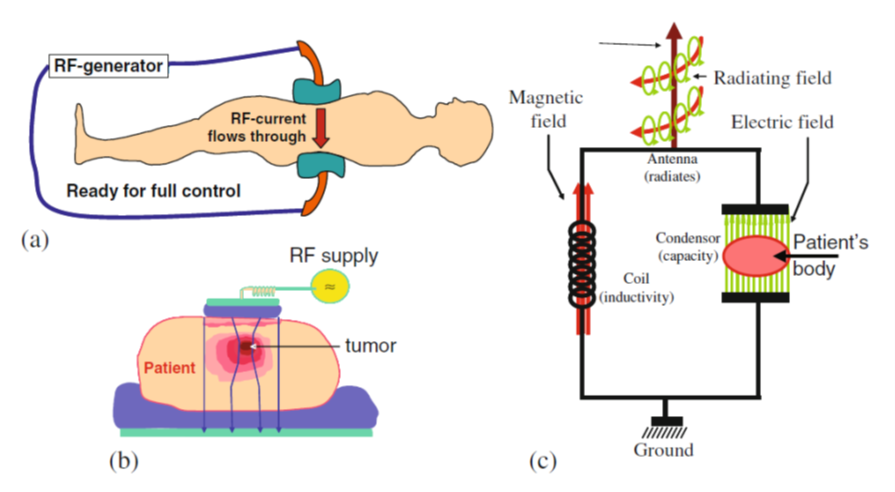 RF-generator
RF-current
flows through
Ready for full control
(a)
RF supply
≈
tumor
Patient
(b)
Radiating field
Magnetic
field
Electric field
Antenna
(radiates)
Condensor
(capacity)
Patient's
body
Coil
(inductivity)
Ground
(c)